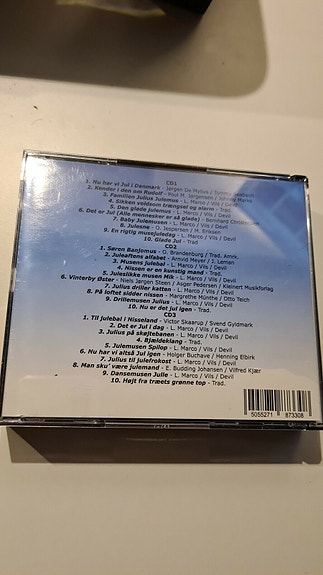 CD1
1. Nu har vi Jul i Danmark - Jørgen De Mylius /
2. Kender I den om Rudolf - Poul M. Jørgensen / Johnny Marks
3. Familien Julius Julemus - L. Marco / Vils / Devil
4. Sikken voldsom trængsel og alarm - Trad.
5. Den glade julemus - L. Marco / Vils / Devil
6. Det er Jul (Alle mennesker er så glade) - Bernhard Christensen
7. Baby Julemusen - L. Marco / Vils / Devil
8. Julesne - O. Jespersen / M. Eriksen
9. En rigtig musejuledag - L. Marco / Vils / Devil
10. Glade Jul - Trad.
CD2
1. Søren Banjomus - O. Brandenburg / Trad. Amrk.
2. Juleaftens alfabet - Arnvid Meyer / J. Leman
3. Musens julebal - L. Marco / Vils / Devil
4. Nissen er en kunstig mand - Trad.
5. Juleslikke musen Mik - L. Marco / Vils / Devil
6. Vinterby Øster - Niels Jørgen Steen / Asger Pedersen / Kleinert Musikforlag
7. Julius driller katten - L. Marco / Vils / Devil
8. På loftet sidder nissen - Margrethe Münthe / Otto Teich
9. Drillemusen Julius - L. Marco / Vils / Devil
10. Nu er det jul igen - Trad.
CD3
1. Til julebal i Nisseland - Victor Skaarup / Svend Gyldmark
2. Det er Jul i dag - L. Marco / Vils / Devil
3. Julius på skøjtebanen - L. Marco / Vils / Devil
4. Bjældeklang - Trad.
5. Julemusen Spilop - L. Marco / Vils / Devil
6. Nu har vi altså Jul igen - Holger Buchave / Henning Elbirk
7. Julius til julefrokost - L. Marco / Vils / Devil
8. Man sku' være julemand - E. Budding Johansen / Vilfred Kjær
9. Dansemusen Julle - L. Marco / Vils / Devil
10. Højt fra træets grønne top - Trad.
5055271 873308